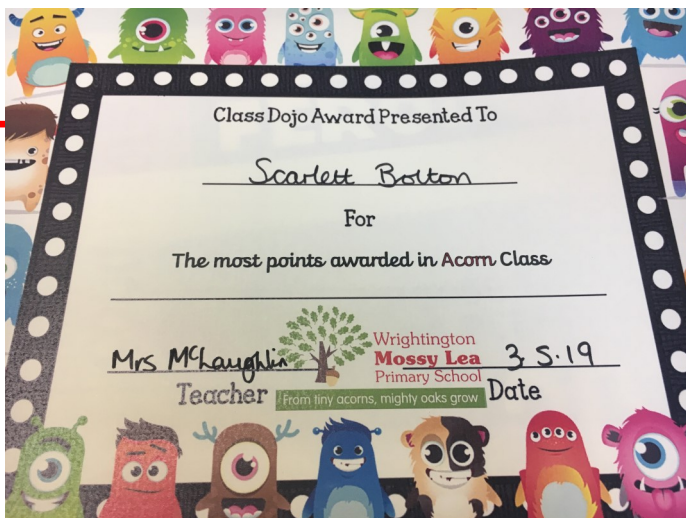 Class Dojo Award Presented To
Scarlett Bolton
For
The most points awarded in Acorn Class
Wrightington
Mrs McLaughlin Mossy Lea 3.5.19
Primary School
Teacher From tiny acorns, mighty oaks grow Date